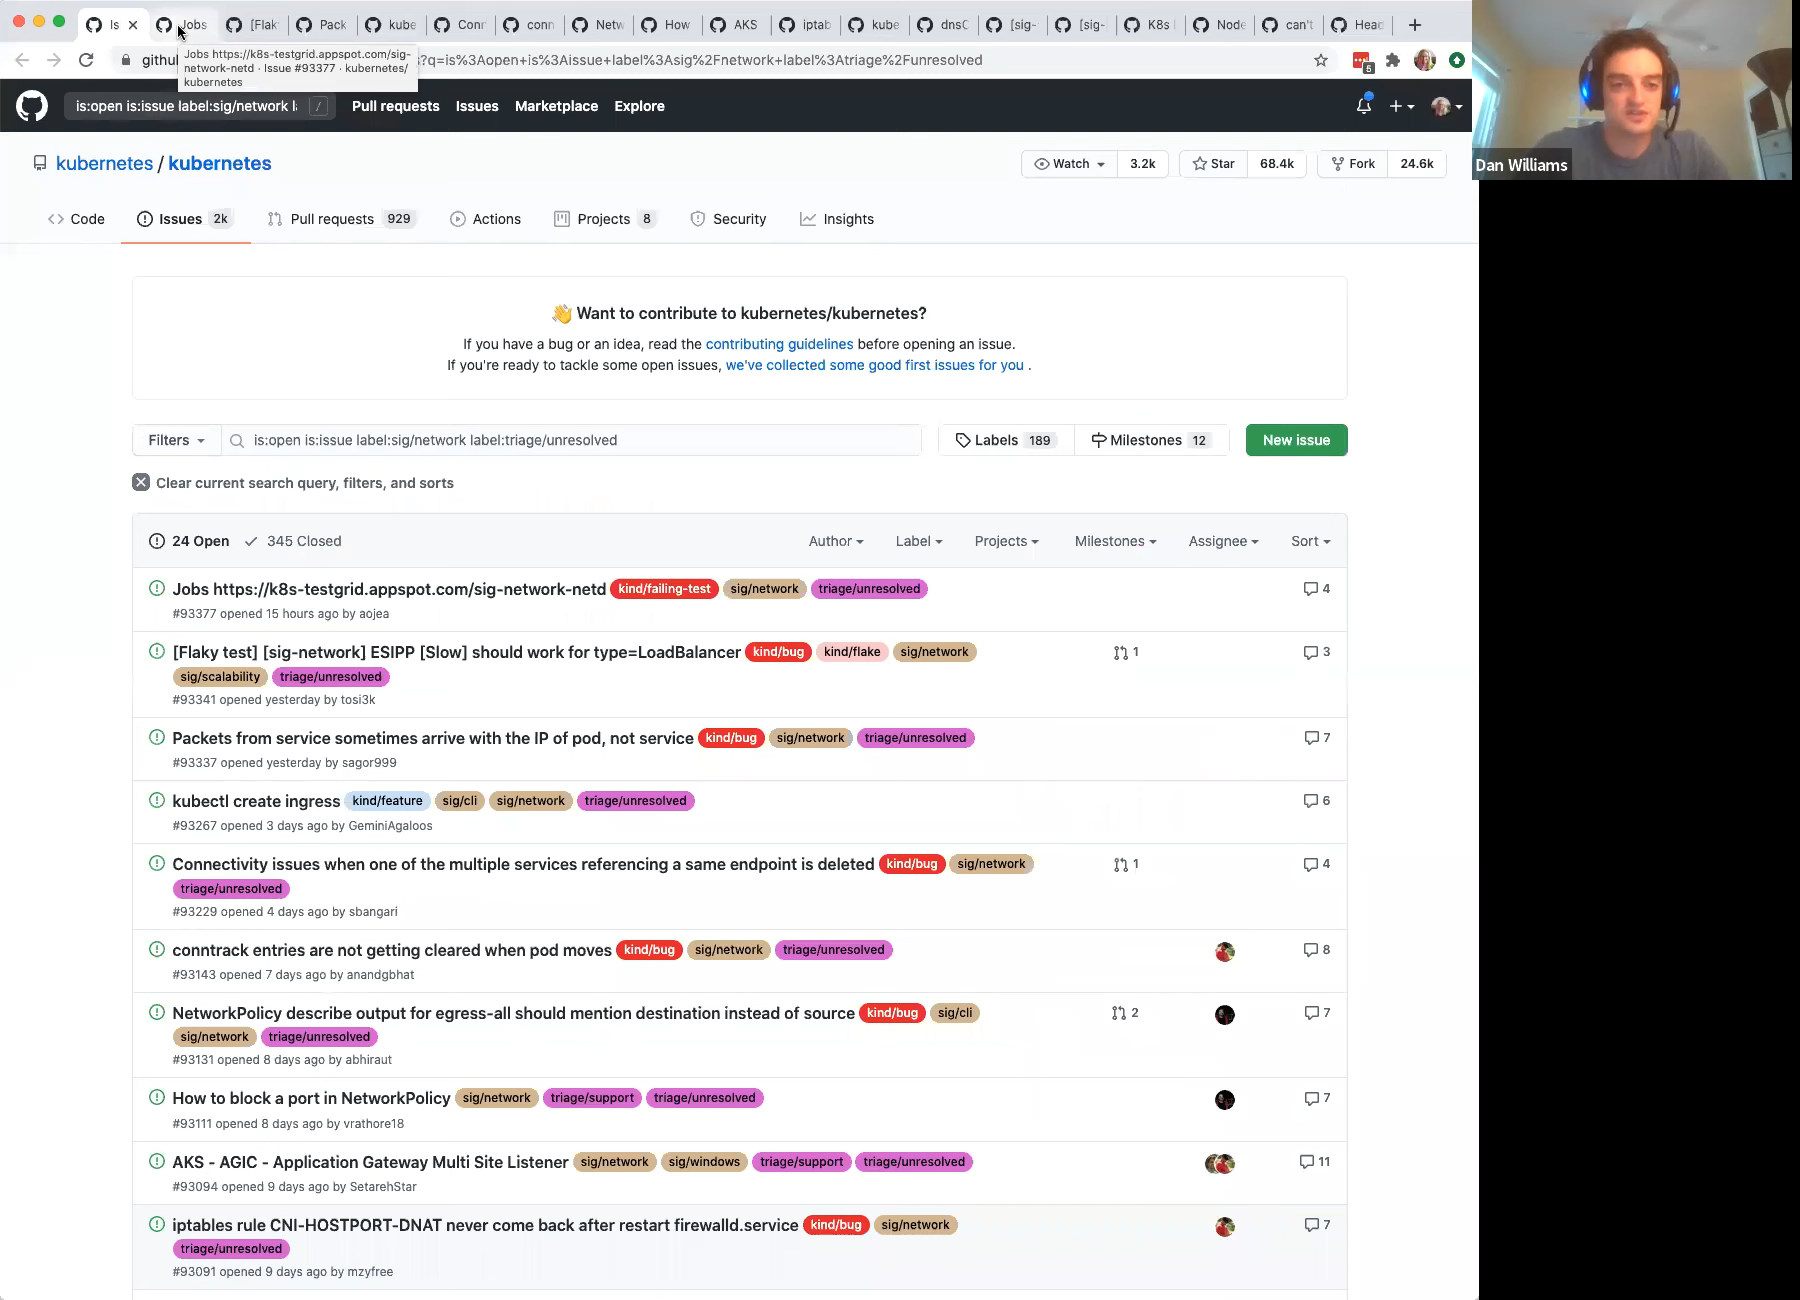 Is
Jobs
[Flak
Pack
kube
Conn
conn
Netw
How
AKS
iptab
kube
dnsC
[sig-
[sig-
K8s
Node
can't
Head
githu
?q=is%3Aopen+is%3Aissue+label%3Asig%2Fnetwork+label%3Atriage%2Funresolved
5
Jobs https://k8s-testgrid.appspot.com/sig-
network-netd · Issue #93377 · kubernetes/
kubernetes
is:open is:issue label:sig/network l
/
Pull requests
Issues
Marketplace
Explore
Dan Williams
kubernetes / kubernetes
Watch 3.2k
Star 68.4k
Fork 24.6k
Code
Issues 2k
Pull requests 929
Actions
Projects 8
Security
Insights
👋 Want to contribute to kubernetes/kubernetes?
If you have a bug or an idea, read the contributing guidelines before opening an issue.
If you're ready to tackle some open issues, we've collected some good first issues for you .
Filters
is:open is:issue label:sig/network label:triage/unresolved
Labels 189
Milestones 12
New issue
Clear current search query, filters, and sorts
24 Open
345 Closed
Author
Label
Projects
Milestones
Assignee
Sort
Jobs https://k8s-testgrid.appspot.com/sig-network-netd kind/failing-test sig/network triage/unresolved 4
#93377 opened 15 hours ago by aojea
[Flaky test] [sig-network] ESIPP [Slow] should work for type=LoadBalancer kind/bug kind/flake sig/network 1 3
sig/scalability triage/unresolved
#93341 opened yesterday by tosi3k
Packets from service sometimes arrive with the IP of pod, not service kind/bug sig/network triage/unresolved 7
#93337 opened yesterday by sagor999
kubectl create ingress kind/feature sig/cli sig/network triage/unresolved 6
#93267 opened 3 days ago by GeminiAgaloos
Connectivity issues when one of the multiple services referencing a same endpoint is deleted kind/bug sig/network 1 4
triage/unresolved
#93229 opened 4 days ago by sbangari
conntrack entries are not getting cleared when pod moves kind/bug sig/network triage/unresolved 8
#93143 opened 7 days ago by anandgbhat
NetworkPolicy describe output for egress-all should mention destination instead of source kind/bug sig/cli 2 7
sig/network triage/unresolved
#93131 opened 8 days ago by abhiraut
How to block a port in NetworkPolicy sig/network triage/support triage/unresolved 7
#93111 opened 8 days ago by vrathore18
AKS - AGIC - Application Gateway Multi Site Listener sig/network sig/windows triage/support triage/unresolved 11
#93094 opened 9 days ago by SetarehStar
iptables rule CNI-HOSTPORT-DNAT never come back after restart firewalld.service kind/bug sig/network 7
triage/unresolved
#93091 opened 9 days ago by mzyfree